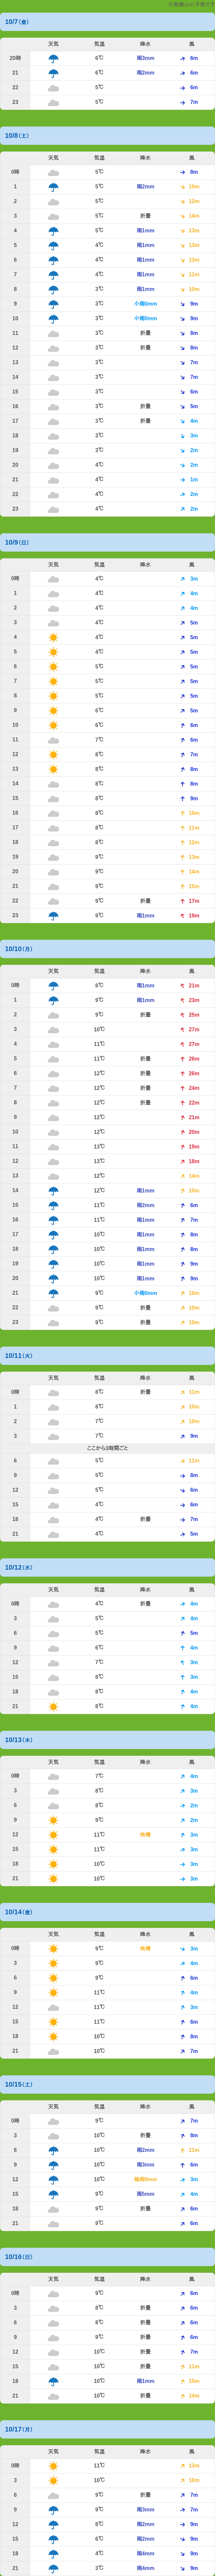 10/7(金)
天気 気温 降水 風
20時 6℃ 雨3mm 6m
21 6℃ 雨2mm 6m
22 5℃ 6m
23 5℃ 7m
10/8(土)
天気 気温 降水 風
0時 5℃ 8m
1 5℃ 雨2mm 10m
2 5℃ 12m
3 5℃ 折曇 14m
4 5℃ 雨1mm 13m
5 4℃ 雨1mm 13m
6 4℃ 雨1mm 13m
7 4℃ 雨1mm 11m
8 3℃ 雨1mm 10m
9 3℃ 小雨0mm 9m
10 3℃ 小雨0mm 9m
11 3℃ 折曇 8m
12 3℃ 折曇 8m
13 3℃ 7m
14 3℃ 7m
15 3℃ 6m
16 3℃ 折曇 5m
17 3℃ 折曇 4m
18 3℃ 3m
19 3℃ 2m
20 4℃ 2m
21 4℃ 1m
22 4℃ 2m
23 4℃ 2m
10/9(日)
天気 気温 降水 風
0時 4℃ 3m
1 4℃ 4m
2 4℃ 4m
3 4℃ 5m
4 4℃ 5m
5 4℃ 5m
6 5℃ 5m
7 5℃ 5m
8 5℃ 5m
9 6℃ 5m
10 6℃ 6m
11 7℃ 6m
12 8℃ 7m
13 8℃ 8m
14 8℃ 8m
15 8℃ 9m
16 8℃ 10m
17 8℃ 11m
18 8℃ 12m
19 9℃ 13m
20 9℃ 14m
21 9℃ 15m
22 9℃ 折曇 17m
23 9℃ 雨1mm 19m
10/10(月)
天気 気温 降水 風
0時 8℃ 雨1mm 21m
1 9℃ 雨1mm 23m
2 9℃ 折曇 25m
3 10℃ 27m
4 11℃ 27m
5 11℃ 折曇 26m
6 12℃ 折曇 26m
7 12℃ 折曇 24m
8 12℃ 折曇 22m
9 12℃ 21m
10 12℃ 20m
11 13℃ 19m
12 13℃ 18m
13 12℃ 14m
14 12℃ 雨1mm 10m
15 11℃ 雨2mm 6m
16 11℃ 雨1mm 7m
17 10℃ 雨1mm 8m
18 10℃ 雨1mm 8m
19 10℃ 雨1mm 9m
20 10℃ 雨1mm 9m
21 9℃ 小雨0mm 10m
22 9℃ 折曇 10m
23 9℃ 折曇 10m
10/11(火)
天気 気温 降水 風
0時 8℃ 折曇 11m
1 8℃ 10m
2 7℃ 10m
3 7℃ 9m
ここから3時間ごと
6 5℃ 11m
9 5℃ 8m
12 5℃ 6m
15 4℃ 6m
18 4℃ 折曇 7m
21 4℃ 5m
10/12(水)
天気 気温 降水 風
0時 4℃ 折曇 4m
3 5℃ 4m
6 5℃ 5m
9 6℃ 4m
12 7℃ 3m
15 8℃ 3m
18 8℃ 4m
21 8℃ 4m
10/13(木)
天気 気温 降水 風
0時 7℃ 4m
3 8℃ 3m
6 8℃ 2m
9 9℃ 2m
12 11℃ 快晴 3m
15 11℃ 3m
18 10℃ 3m
21 10℃ 3m
10/14(金)
天気 気温 降水 風
0時 9℃ 快晴 3m
3 9℃ 4m
6 9℃ 6m
9 11℃ 4m
12 11℃ 3m
15 11℃ 6m
18 10℃ 8m
21 10℃ 7m
10/15(土)
天気 気温 降水 風
0時 9℃ 7m
3 10℃ 折曇 8m
6 10℃ 雨2mm 11m
9 10℃ 雨3mm 6m
12 10℃ 3m
15 9℃ 雨5mm 4m
18 9℃ 折曇 6m
21 9℃ 6m
10/16(日)
天気 気温 降水 風
0時 9℃ 6m
3 8℃ 折曇 6m
6 8℃ 折曇 6m
9 9℃ 折曇 6m
12 10℃ 折曇 7m
15 10℃ 折曇 11m
18 10℃ 雨1mm 15m
21 10℃ 折曇 14m
10/17(月)
天気 気温 降水 風
0時 11℃ 13m
3 10℃ 10m
6 9℃ 折曇 7m
9 9℃ 雨3mm 7m
12 8℃ 雨2mm 9m
15 6℃ 雨2mm 9m
18 4℃ 雨4mm 9m
21 3℃ 雨4mm 9m